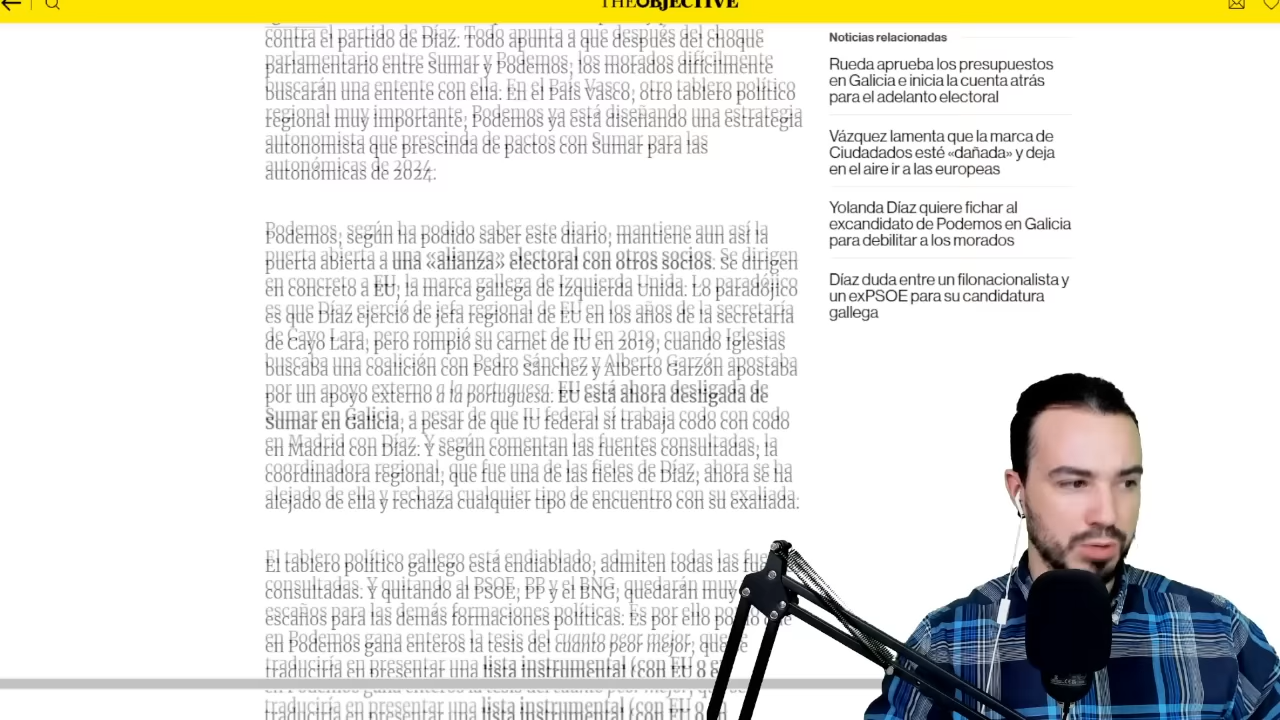 THEOBJECTIVE
contra el partido de Díaz. Todo apunta a que después del choque
parlamentario entre Sumar y Podemos, los morados difícilmente
buscarán una entente con ella. En el País Vasco, otro tablero político
regional muy importante, Podemos ya está diseñando una estrategia
autonomista que prescinda de pactos con Sumar para las
autonómicas de 2024.
Podemos, según ha podido saber este diario, mantiene aun así la
puerta abierta a una «alianza» electoral con otros socios. Se dirigen
en concreto a EU, la marca gallega de Izquierda Unida. Lo paradójico
es que Díaz ejerció de jefa regional de EU en los años de la secretaría
de Cayo Lara, pero rompió su carnet de IU en 2019, cuando Iglesias
buscaba una coalición con Pedro Sánchez y Alberto Garzón apostaba
por un apoyo externo a la portuguesa. EU está ahora desligada de
Sumar en Galicia, a pesar de que IU federal sí trabaja codo con codo
en Madrid con Díaz. Y según comentan las fuentes consultadas, la
coordinadora regional, que fue una de las fieles de Díaz, ahora se ha
alejado de ella y rechaza cualquier tipo de encuentro con su exaliada.
El tablero político gallego está endiablado, admiten todas las fue
consultadas. Y quitando al PSOE, PP y el BNG, quedarán muy
escaños para las demás formaciones políticas. Es por ello po
en Podemos gana enteros la tesis del cuanto peor mejor, que
traduciría en presentar una lista instrumental (con EU o
Noticias relacionadas
Rueda aprueba los presupuestos
en Galicia e inicia la cuenta atrás
para el adelanto electoral
Vázquez lamenta que la marca de
Ciudadados esté «dañada» y deja
en el aire ir a las europeas
Yolanda Díaz quiere fichar al
excandidato de Podemos en Galicia
para debilitar a los morados
Díaz duda entre un filonacionalista y
un exPSOE para su candidatura
gallega